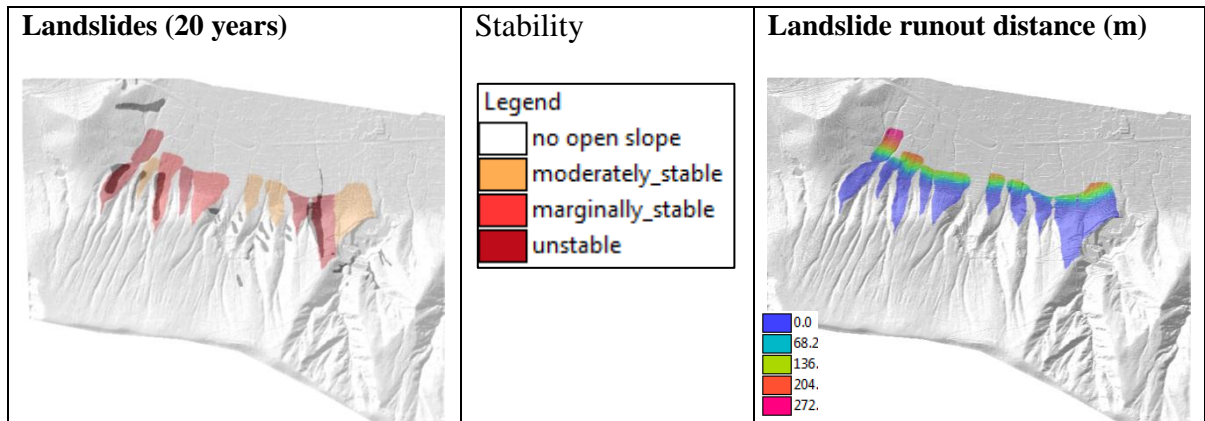 Landslides (20 years)
Stability
Landslide runout distance (m)
Legend
no open slope
moderately_stable
marginally_stable
unstable
0.0
68.2
136.
204.
272.